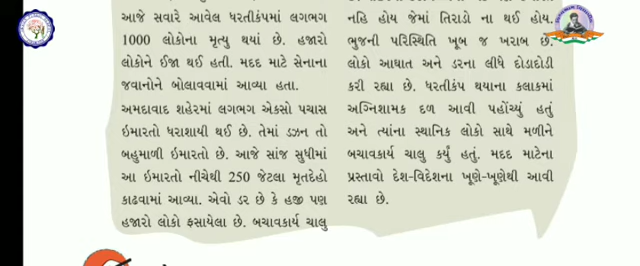 આજે સવારે આવેલ ધરતીકંપમાં લગભગ
1000 લોકોના મૃત્યુ થયાં છે. હજારો
લોકોને ઈજા થઈ હતી. મદદ માટે સેનાના
જવાનોને બોલાવવામાં આવ્યા હતા.
અમદાવાદ શહેરમાં લગભગ એકસો પચાસ
ઇમારતો ધરાશાયી થઈ છે. તેમાં ડઝન તો
બહુમાળી ઇમારતો છે. આજે સાંજ સુધીમાં
આ ઇમારતો નીચેથી 250 જેટલા મૃતદેહો
કાઢવામાં આવ્યા. એવો ડર છે કે હજી પણ
હજારો લોકો ફસાયેલા છે. બચાવકાર્ય ચાલુ
નહિ હોય જેમાં તિરાડો ના થઈ હોય.
ભુજની પરિસ્થિતિ ખૂબ જ ખરાબ છે.
લોકો આઘાત અને ડરના લીધે દોડાદોડી
કરી રહ્યા છે. ધરતીકંપ થયાના કલાકમાં
અગ્નિશામક દળ આવી પહોંચ્યું હતું
અને ત્યાંના સ્થાનિક લોકો સાથે મળીને
બચાવકાર્ય ચાલુ કર્યું હતું. મદદ માટેના
પ્રસ્તાવો દેશ-વિદેશના ખૂણે-ખૂણેથી આવી
રહ્યા છે.